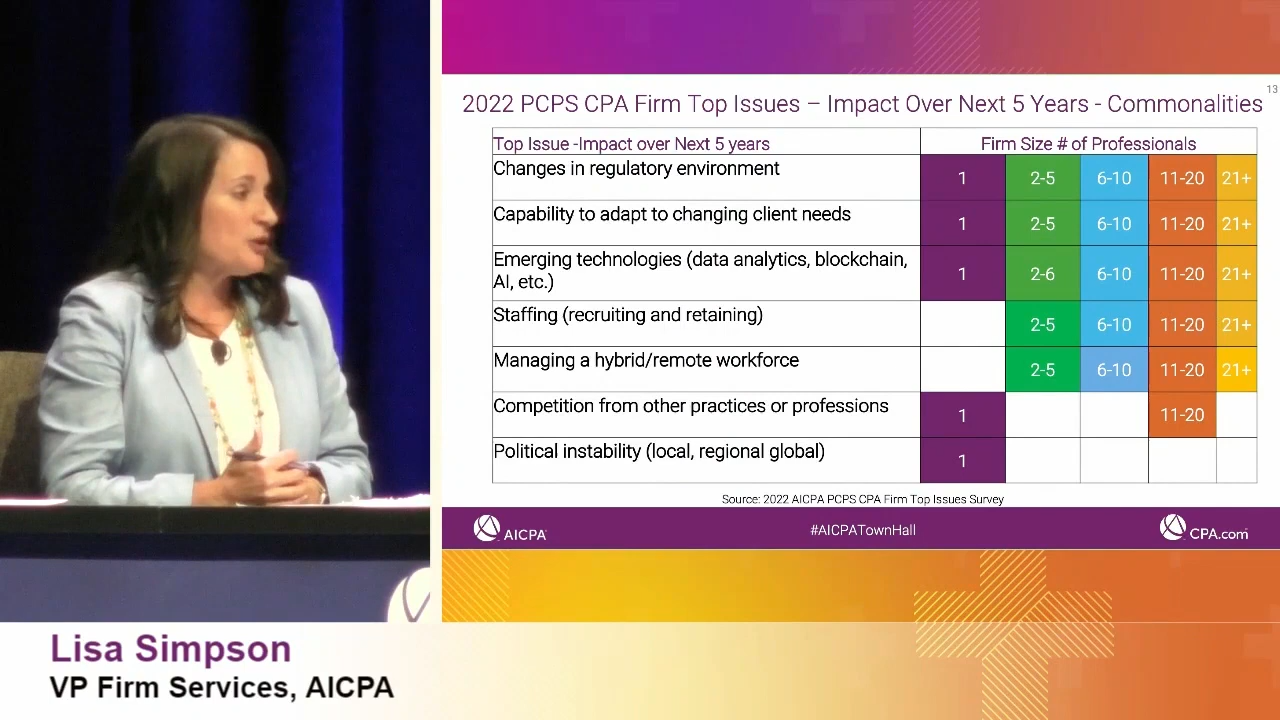 13
2022 PCPS CPA Firm Top Issues – Impact Over Next 5 Years - Commonalities
Top Issue -Impact over Next 5 years Firm Size # of Professionals
Changes in regulatory environment 1 2-5 6-10 11-20 21+
Capability to adapt to changing client needs 1 2-5 6-10 11-20 21+
Emerging technologies (data analytics, blockchain,
AI, etc.) 1 2-6 6-10 11-20 21+
Staffing (recruiting and retaining) 2-5 6-10 11-20 21+
Managing a hybrid/remote workforce 2-5 6-10 11-20 21+
Competition from other practices or professions 1 11-20
Political instability (local, regional global) 1
Source: 2022 AICPA PCPS CPA Firm Top Issues Survey
AICPA #AICPATownHall CPA.com
Lisa Simpson
VP Firm Services, AICPA